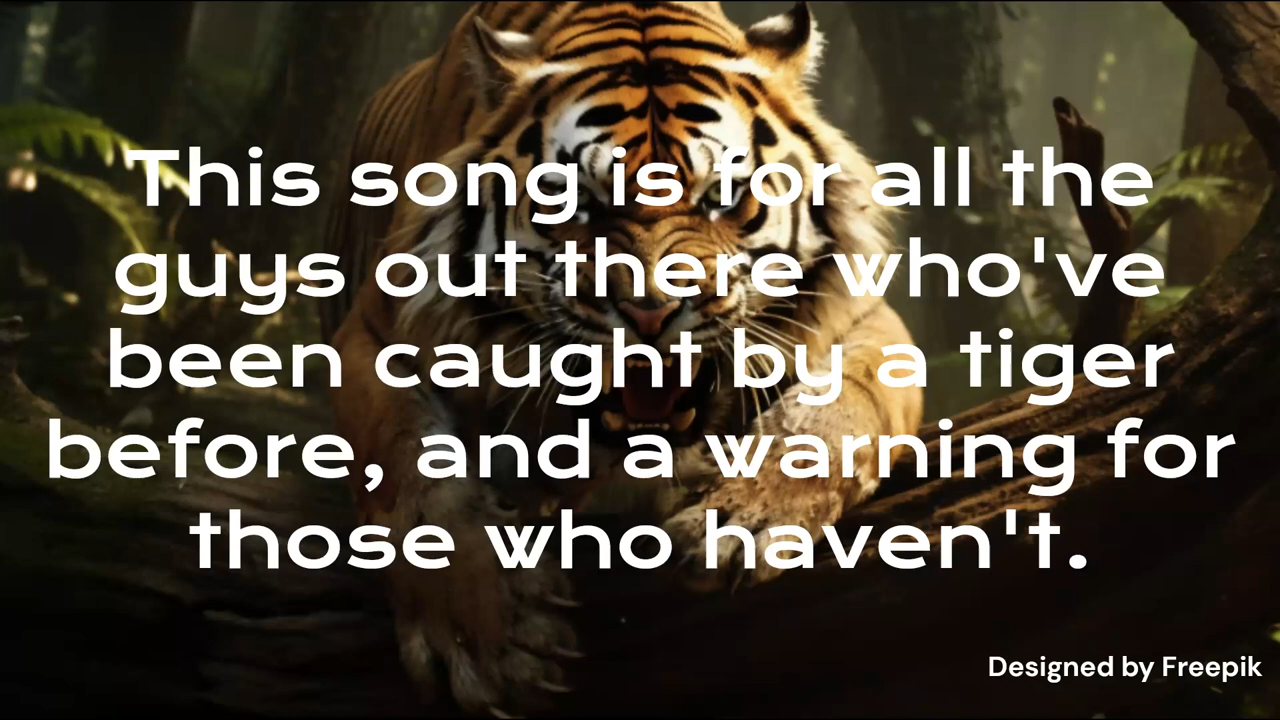 This song is for all the
guys out there who've
been caught by a tiger
before, and a warning for
those who haven't.
Designed by Freepik